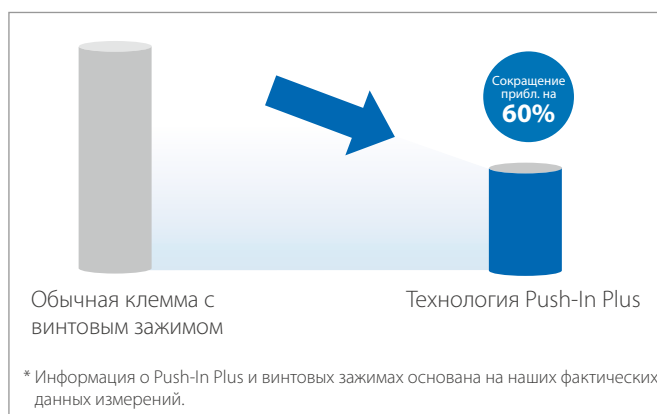 Сокращение
прибл. на
60%
Обычная клемма с
винтовым зажимом
Технология Push-In Plus
* Информация о Push-In Plus и винтовых зажимах основана на наших фактических
данных измерений.